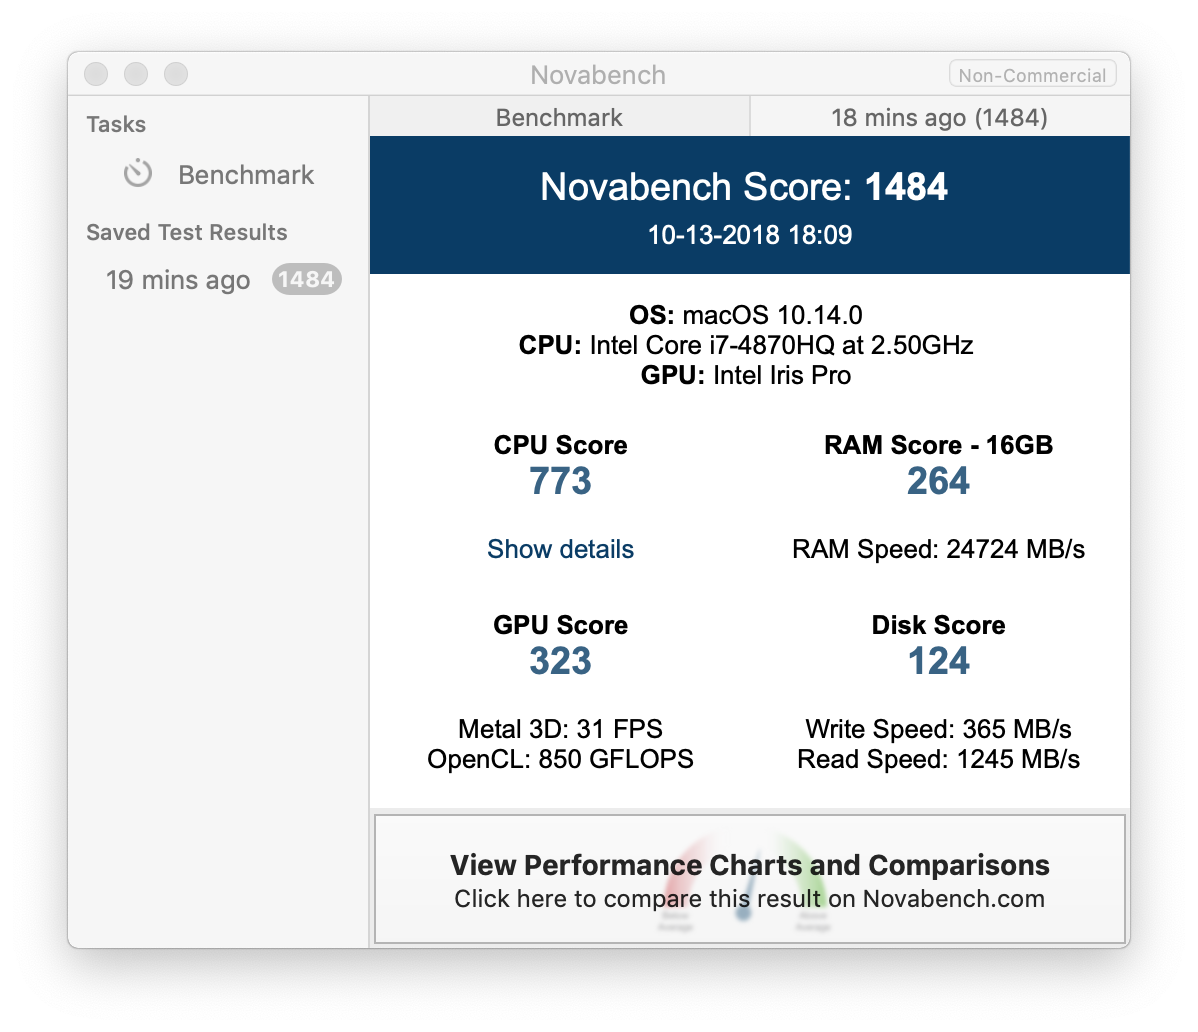 Novabench
Non-Commercial
Tasks
Benchmark
Saved Test Results
19 mins ago 1484
Benchmark
18 mins ago (1484)
Novabench Score: 1484
10-13-2018 18:09
OS: macOS 10.14.0
CPU: Intel Core i7-4870HQ at 2.50GHz
GPU: Intel Iris Pro
CPU Score
773
Show details
RAM Score - 16GB
264
RAM Speed: 24724 MB/s
GPU Score
323
Metal 3D: 31 FPS
OpenCL: 850 GFLOPS
Disk Score
124
Write Speed: 365 MB/s
Read Speed: 1245 MB/s
View Performance Charts and Comparisons
Click here to compare this result on Novabench.com
Below
Average
Above
Average